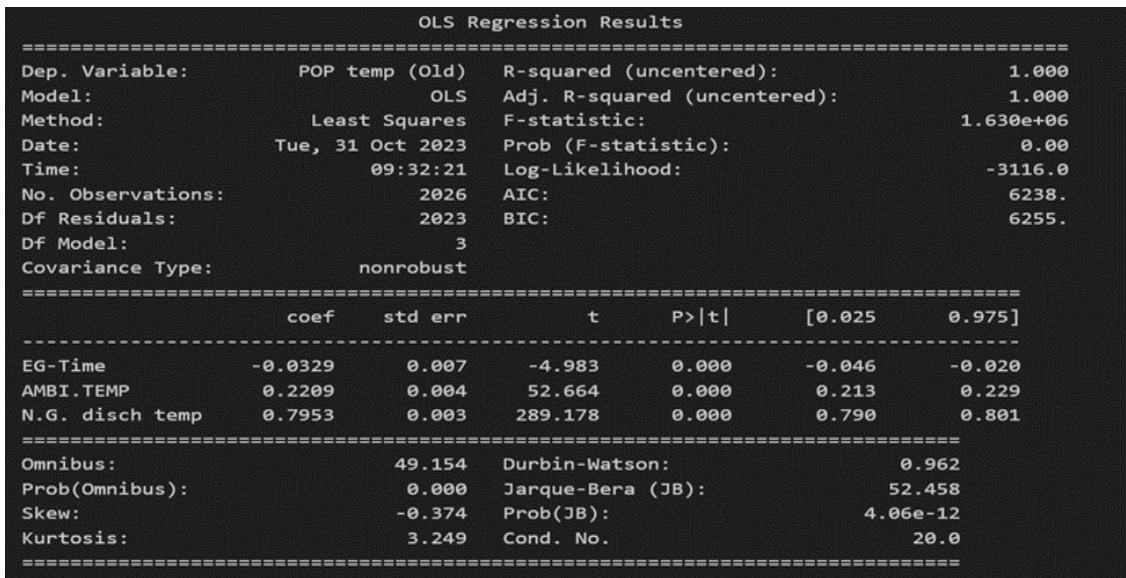 OLS Regression Results
==============================================================================
Dep. Variable: POP temp (Old) R-squared (uncentered): 1.000
Model: OLS Adj. R-squared (uncentered): 1.000
Method: Least Squares F-statistic: 1.630e+06
Date: Tue, 31 Oct 2023 Prob (F-statistic): 0.00
Time: 09:32:21 Log-Likelihood: -3116.0
No. Observations: 2026 AIC: 6238.
Df Residuals: 2023 BIC: 6255.
Df Model: 3
Covariance Type: nonrobust
==============================================================================
coef std err t P>|t| [0.025 0.975]
------------------------------------------------------------------------------
EG-Time -0.0329 0.007 -4.983 0.000 -0.046 -0.020
AMBI.TEMP 0.2209 0.004 52.664 0.000 0.213 0.229
N.G. disch temp 0.7953 0.003 289.178 0.000 0.790 0.801
==============================================================================
Omnibus: 49.154 Durbin-Watson: 0.962
Prob(Omnibus): 0.000 Jarque-Bera (JB): 52.458
Skew: -0.374 Prob(JB): 4.06e-12
Kurtosis: 3.249 Cond. No. 20.0
==============================================================================